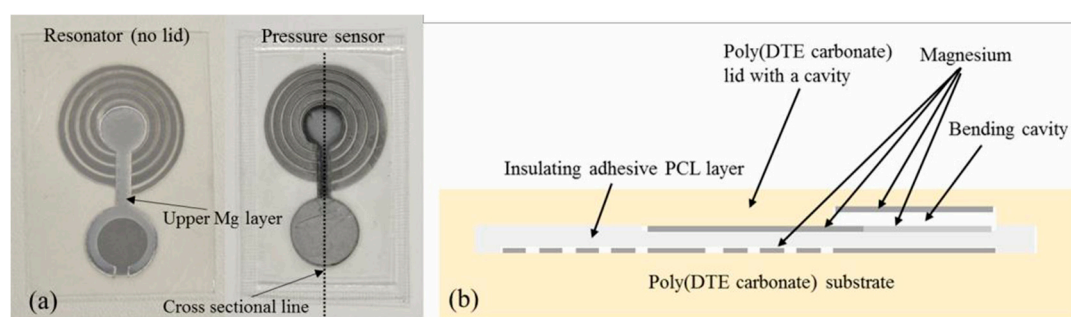 Resonator (no lid)
Pressure sensor
Upper Mg layer
(a)
Cross sectional line
Poly(DTE carbonate)
lid with a cavity
Magnesium
Bending cavity
Insulating adhesive PCL layer
Poly(DTE carbonate) substrate
(b)